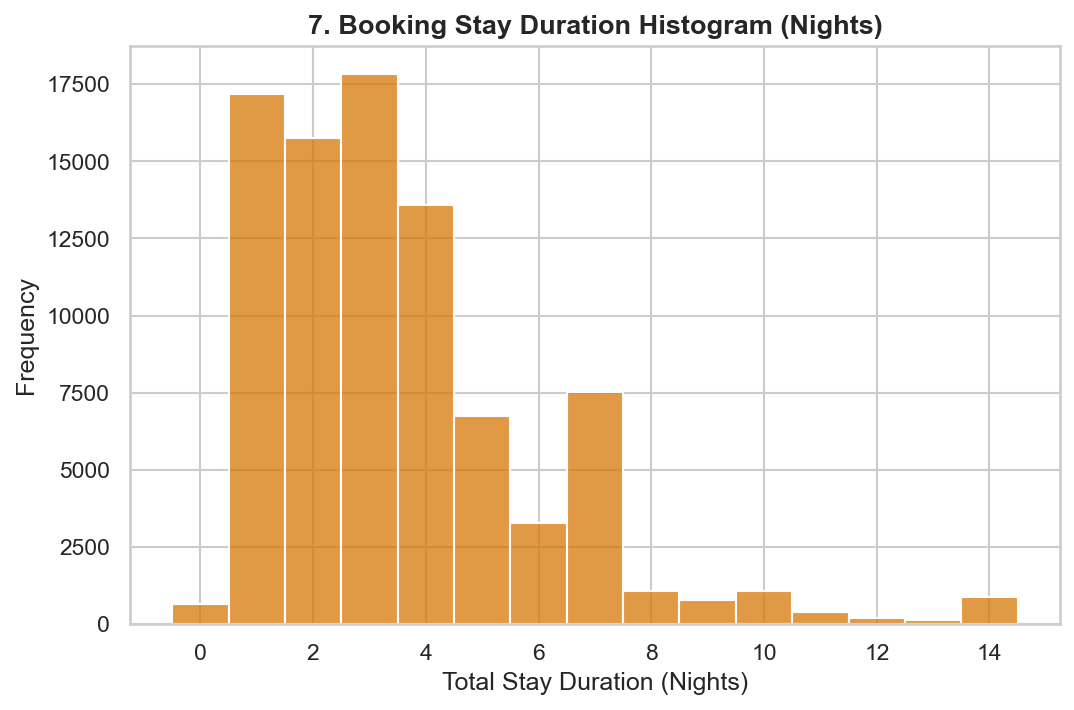 7. Booking Stay Duration Histogram (Nights)
17500
15000
12500
10000
7500
5000
2500
0
Frequency
0 2 4 6 8 10 12 14
Total Stay Duration (Nights)